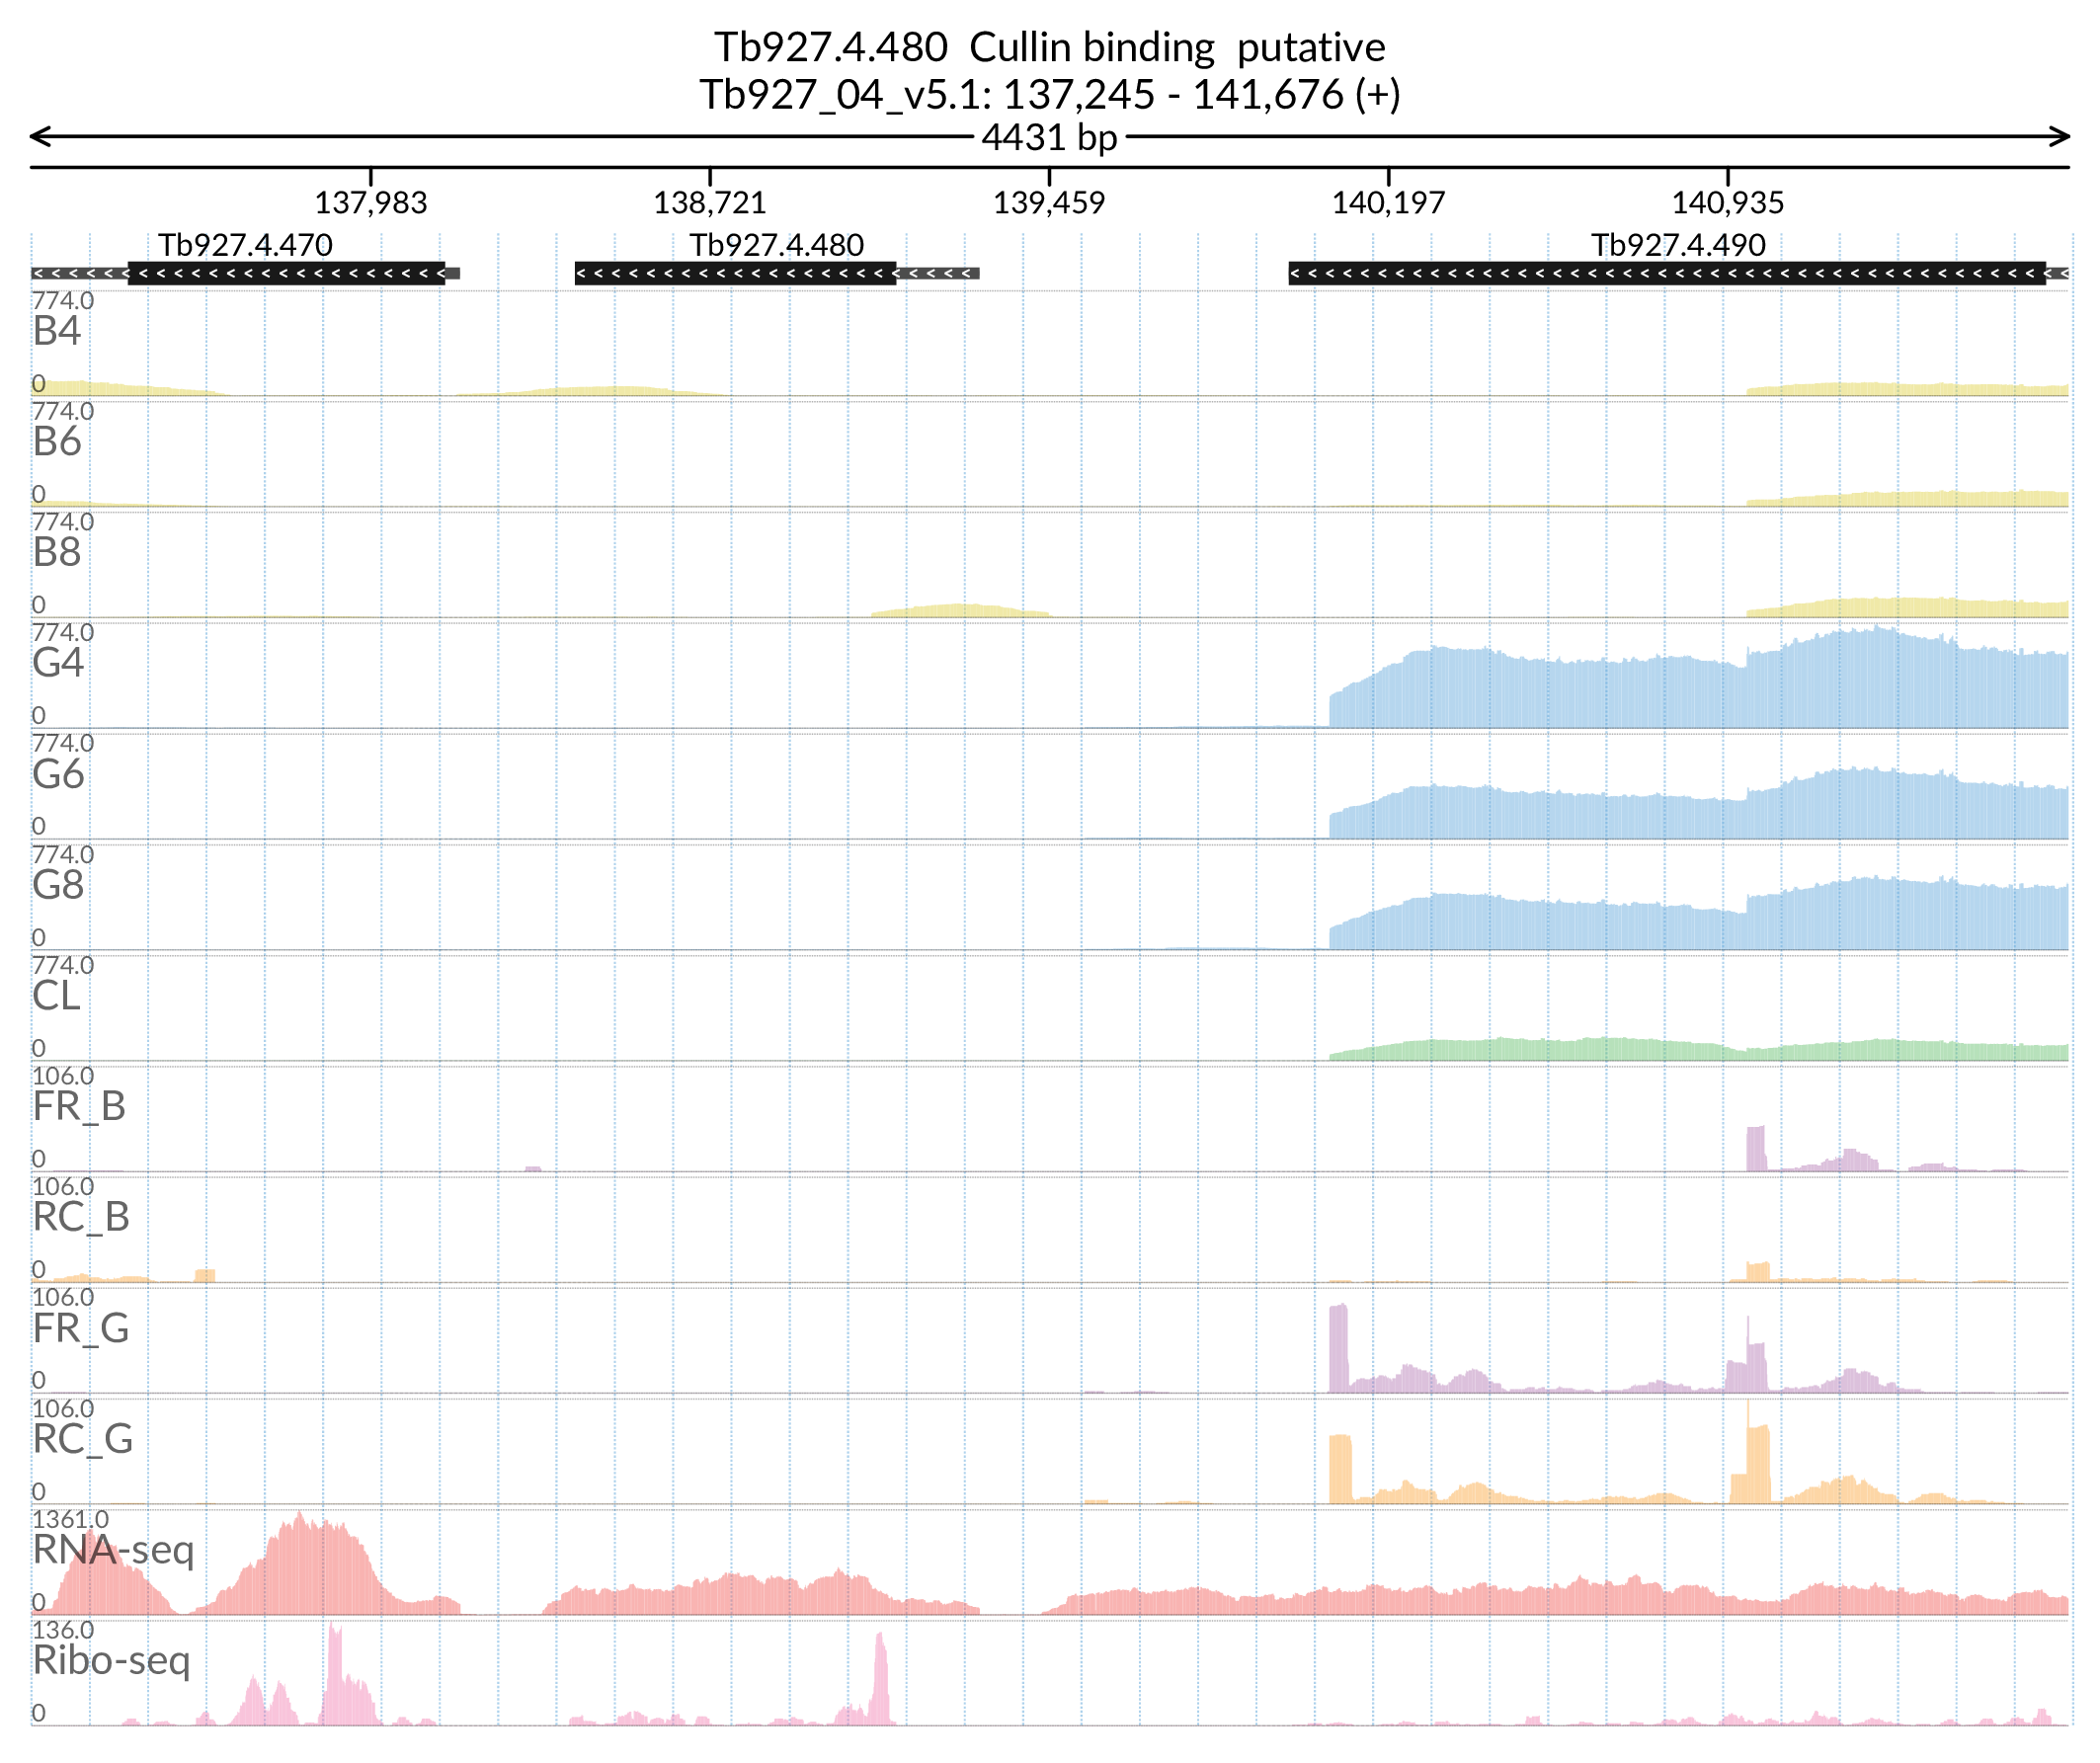 Tb927.4.480  Cullin binding  putative
Tb927_04_v5.1: 137,245 - 141,676 (+)
4431 bp
137,983 138,721 139,459 140,197 140,935
Tb927.4.470 Tb927.4.480 Tb927.4.490
774.0
B4
0
774.0
B6
0
774.0
B8
0
774.0
G4
0
774.0
G6
0
774.0
G8
0
774.0
CL
0
106.0
FR_B
0
106.0
RC_B
0
106.0
FR_G
0
106.0
RC_G
0
1361.0
RNA-seq
0
136.0
Ribo-seq
0